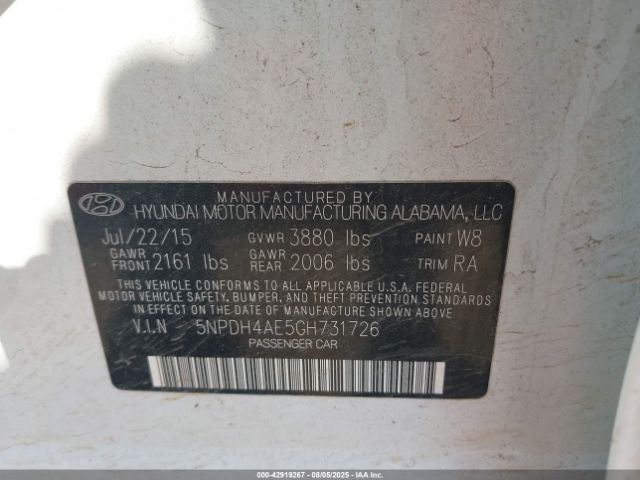 MANUFACTURED BY
HYUNDAI MOTOR MANUFACTURING ALABAMA, LLC
Jul/22/15 GVWR 3880 lbs PAINT W8
GAWR FRONT 2161 lbs GAWR REAR 2006 lbs TRIM RA
THIS VEHICLE CONFORMS TO ALL APPLICABLE U.S.A. FEDERAL
MOTOR VEHICLE SAFETY, BUMPER, AND THEFT PREVENTION STANDARDS
IN EFFECT ON THE DATE OF MANUFACTURE SHOWN ABOVE.
V.I.N 5NPDH4AE5GH731726
PASSENGER CAR
000-42919267 - 08/05/2025 - IAAI.COM